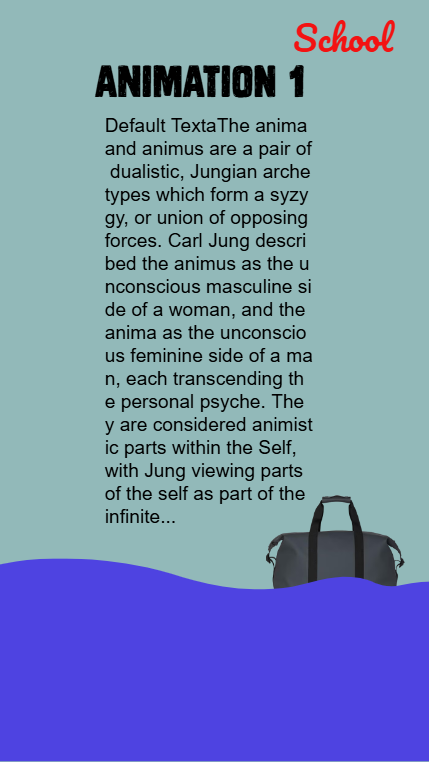 School
ANIMATION 1
Default TextaThe anima
and animus are a pair of
dualistic, Jungian arche
types which form a syzy
gy, or union of opposing
forces. Carl Jung descri
bed the animus as the u
nconscious masculine si
de of a woman, and the
anima as the unconscio
us feminine side of a ma
n, each transcending th
e personal psyche. The
y are considered animist
ic parts within the Self,
with Jung viewing parts
of the self as part of the
infinite...